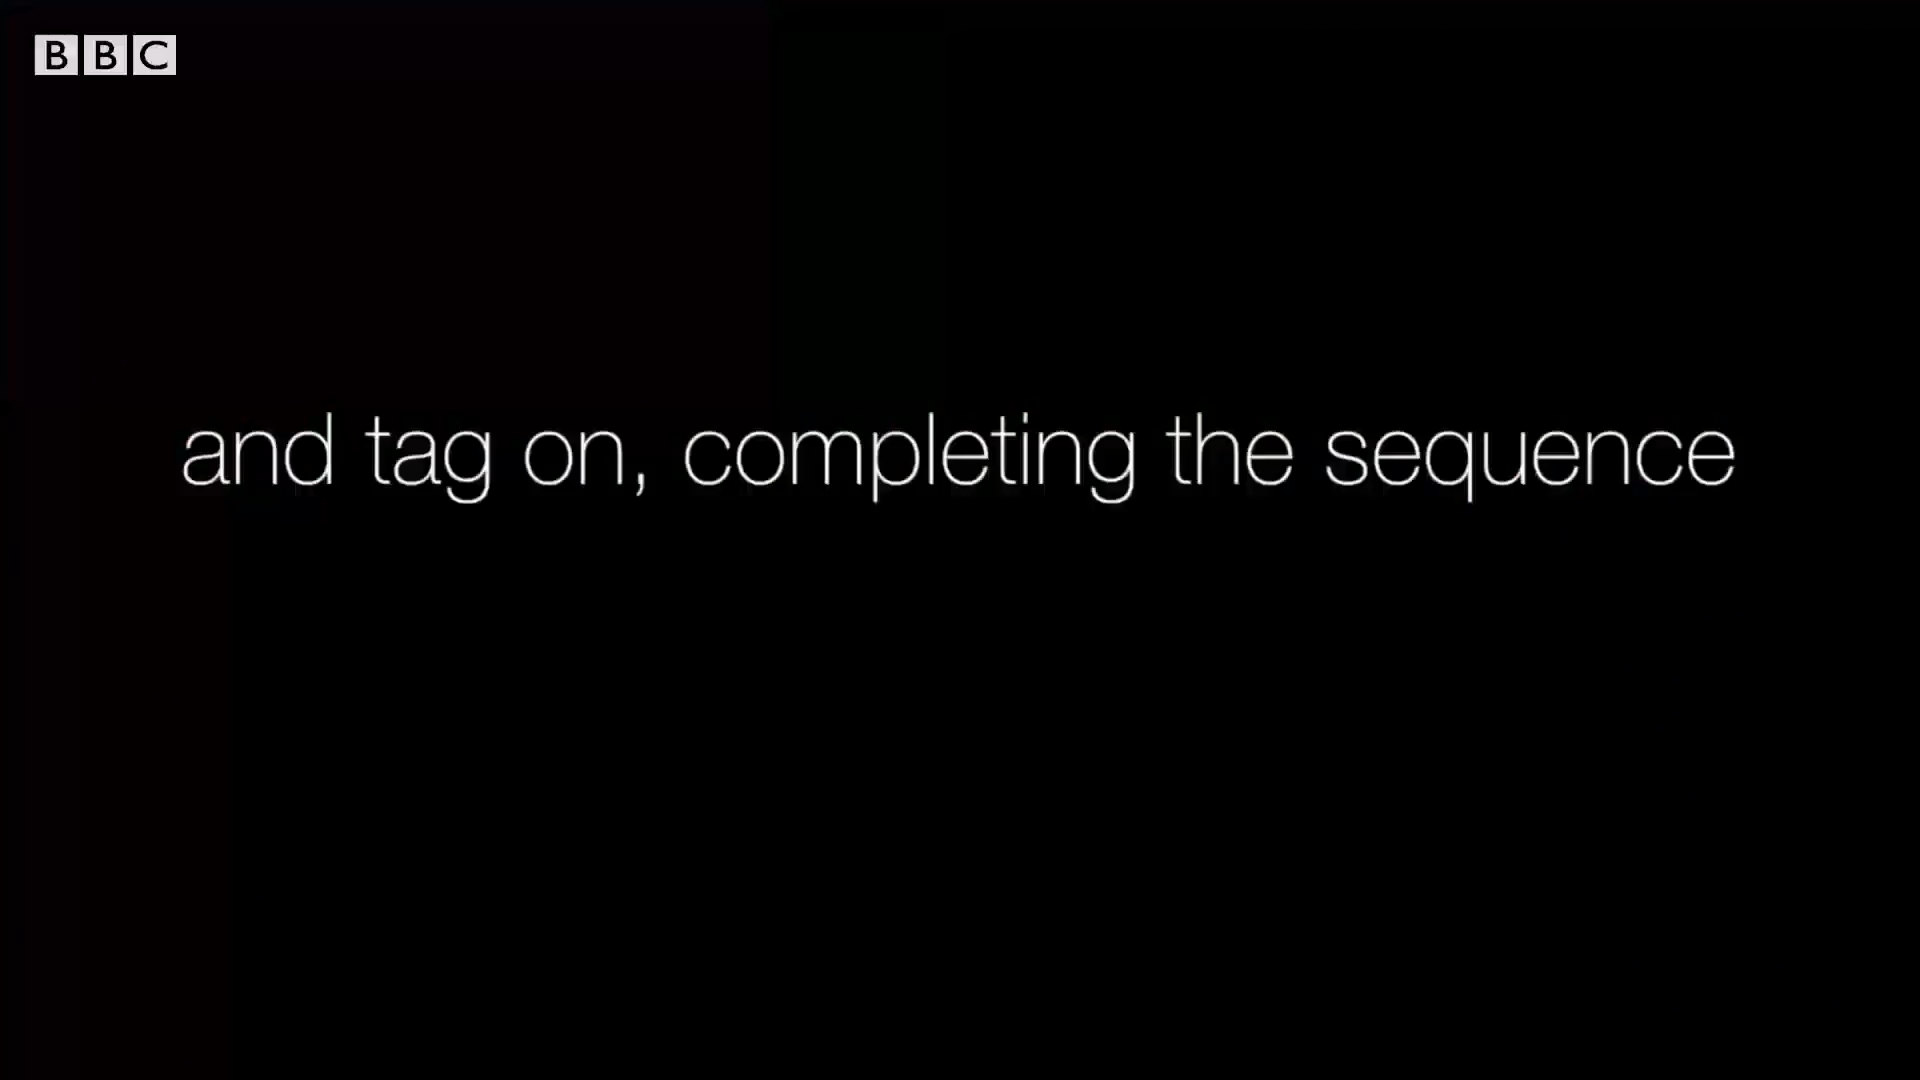 BBC
and tag on, completing the sequence